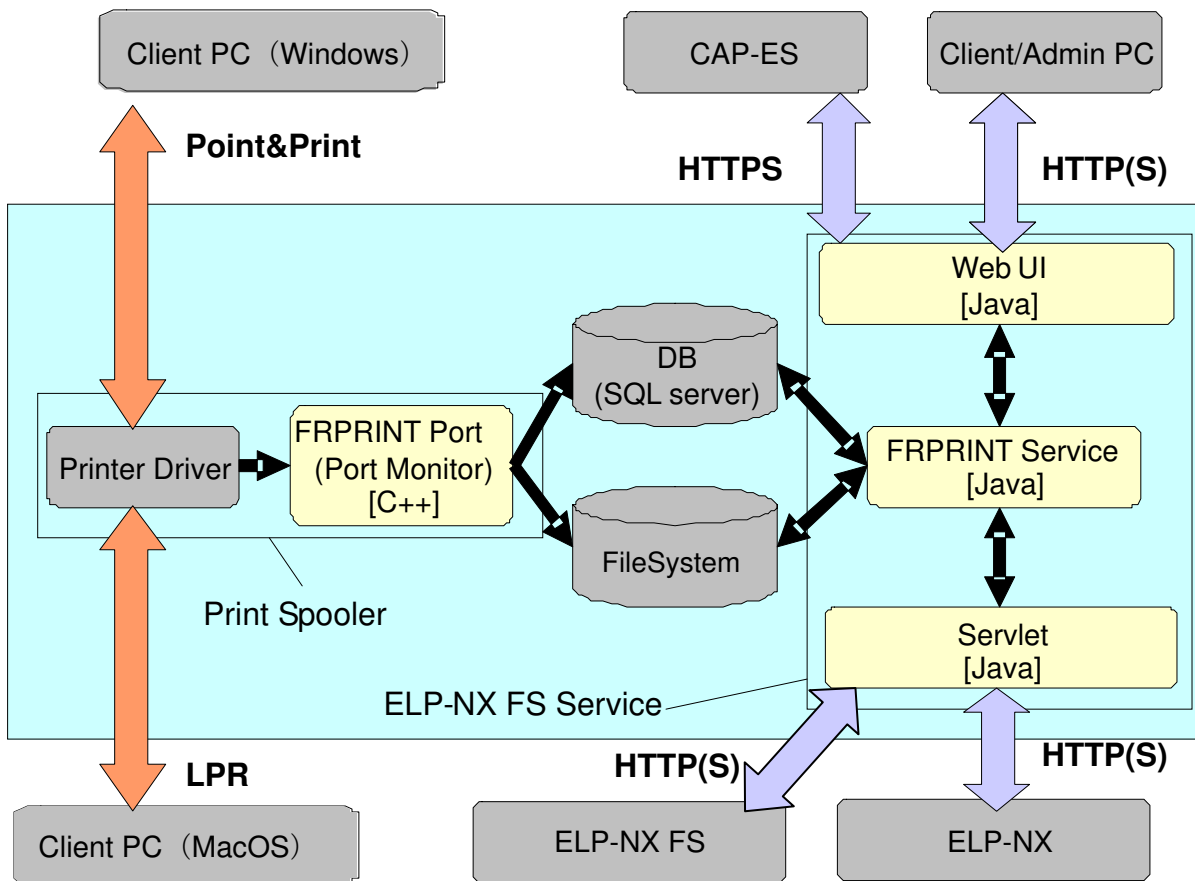 Client PC（Windows）
CAP-ES
Client/Admin PC
Point&Print
HTTPS
HTTP(S)
Web UI
[Java]
DB
(SQL server)
Printer Driver
FRPRINT Port
(Port Monitor)
[C++]
FRPRINT Service
[Java]
FileSystem
Print Spooler
Servlet
[Java]
ELP-NX FS Service
LPR
HTTP(S)
HTTP(S)
Client PC（MacOS）
ELP-NX FS
ELP-NX